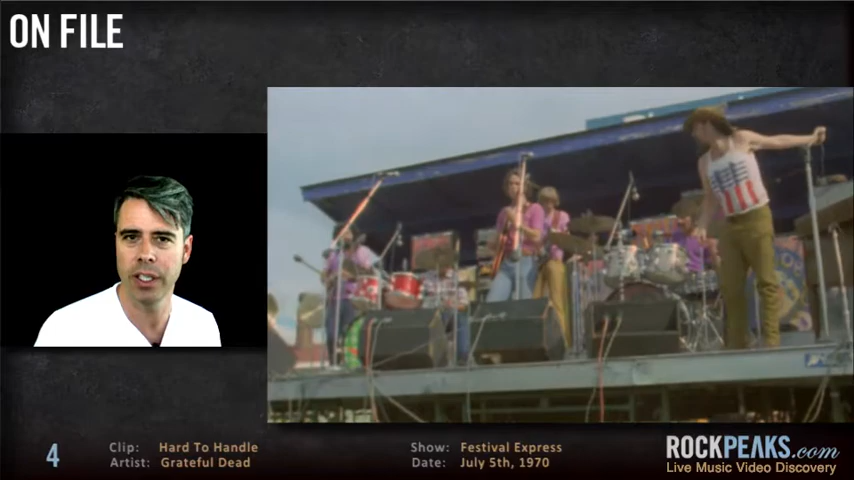 ON FILE
4
Clip: Hard To Handle
Artist: Grateful Dead
Show: Festival Express
Date: July 5th, 1970
ROCKPEAKS.com
Live Music Video Discovery